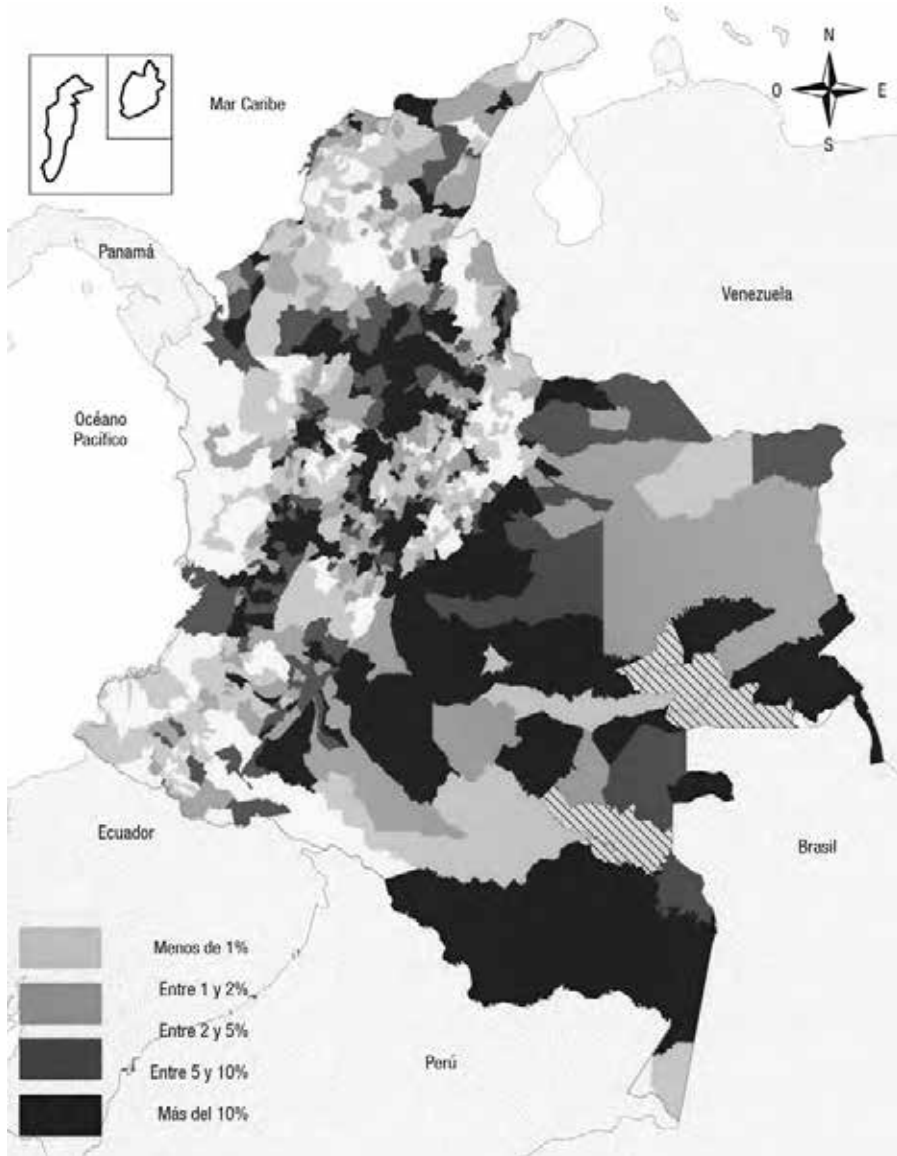 N
O
E
S
Mar Caribe
Panamá
Venezuela
Océano
Pacífico
Ecuador
Brasil
Perú
Menos de 1%
Entre 1 y 2%
Entre 2 y 5%
Entre 5 y 10%
Más del 10%